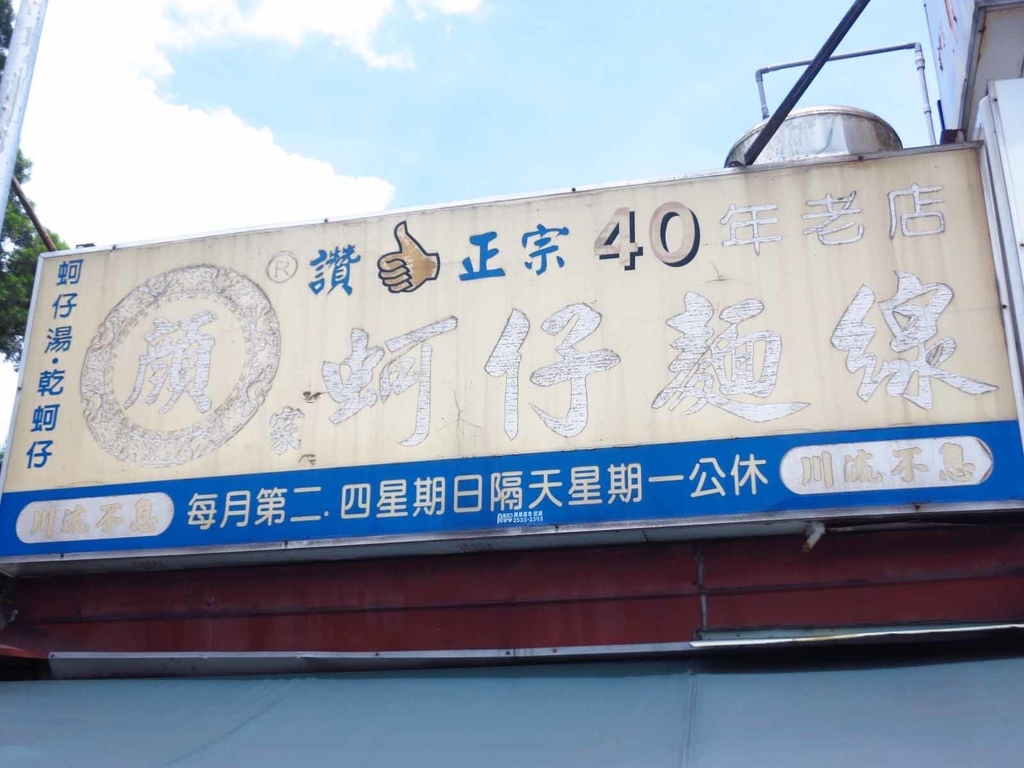 蚵仔湯·乾蚵仔
顏
®
家
讚 正宗 40年老店
蚵仔麵線
川流不息
每月第二.四星期日隔天星期一公休
川流不息
2535-2393